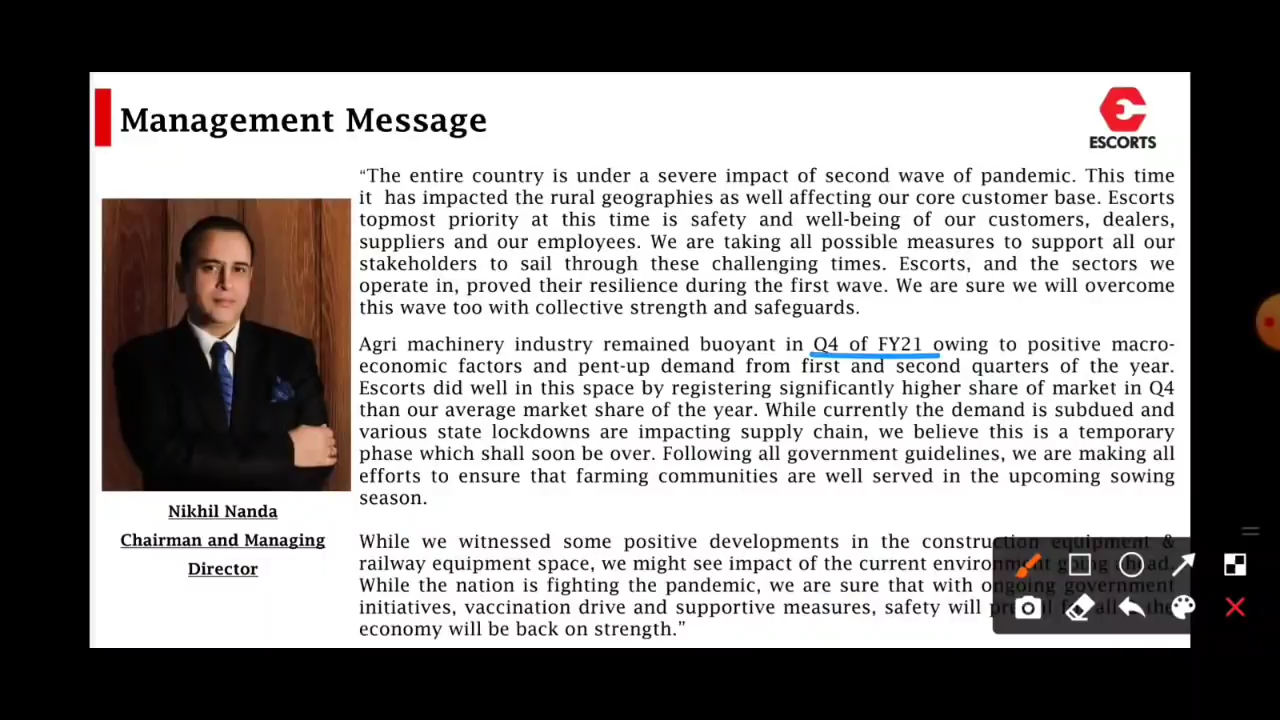 Management Message
ESCORTS
“The entire country is under a severe impact of second wave of pandemic. This time
it has impacted the rural geographies as well affecting our core customer base. Escorts
topmost priority at this time is safety and well-being of our customers, dealers,
suppliers and our employees. We are taking all possible measures to support all our
stakeholders to sail through these challenging times. Escorts, and the sectors we
operate in, proved their resilience during the first wave. We are sure we will overcome
this wave too with collective strength and safeguards.
Agri machinery industry remained buoyant in Q4 of FY21 owing to positive macro-
economic factors and pent-up demand from first and second quarters of the year.
Escorts did well in this space by registering significantly higher share of market in Q4
than our average market share of the year. While currently the demand is subdued and
various state lockdowns are impacting supply chain, we believe this is a temporary
phase which shall soon be over. Following all government guidelines, we are making all
efforts to ensure that farming communities are well served in the upcoming sowing
season.
While we witnessed some positive developments in the construction equipment &
railway equipment space, we might see impact of the current environment going ahead.
While the nation is fighting the pandemic, we are sure that with ongoing government
initiatives, vaccination drive and supportive measures, safety will
economy will be back on strength.”
Nikhil Nanda
Chairman and Managing
Director